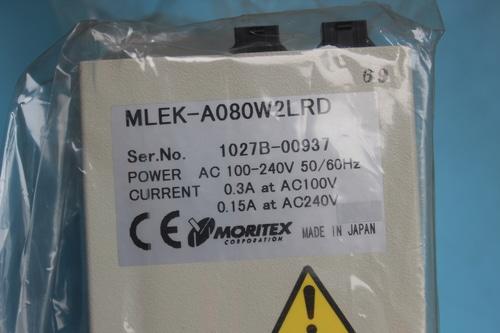 69
MLEK-A080W2LRD
Ser.No. 1027B-00937
POWER AC 100-240V 50/60Hz
CURRENT 0.3A at AC100V
0.15A at AC240V
CE MORITEX CORPORATION MADE IN JAPAN
!